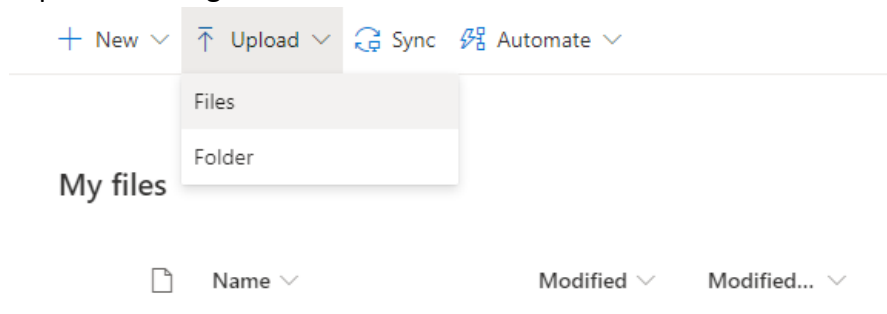 New Upload Sync Automate
Files
Folder
My files
Name Modified Modified...